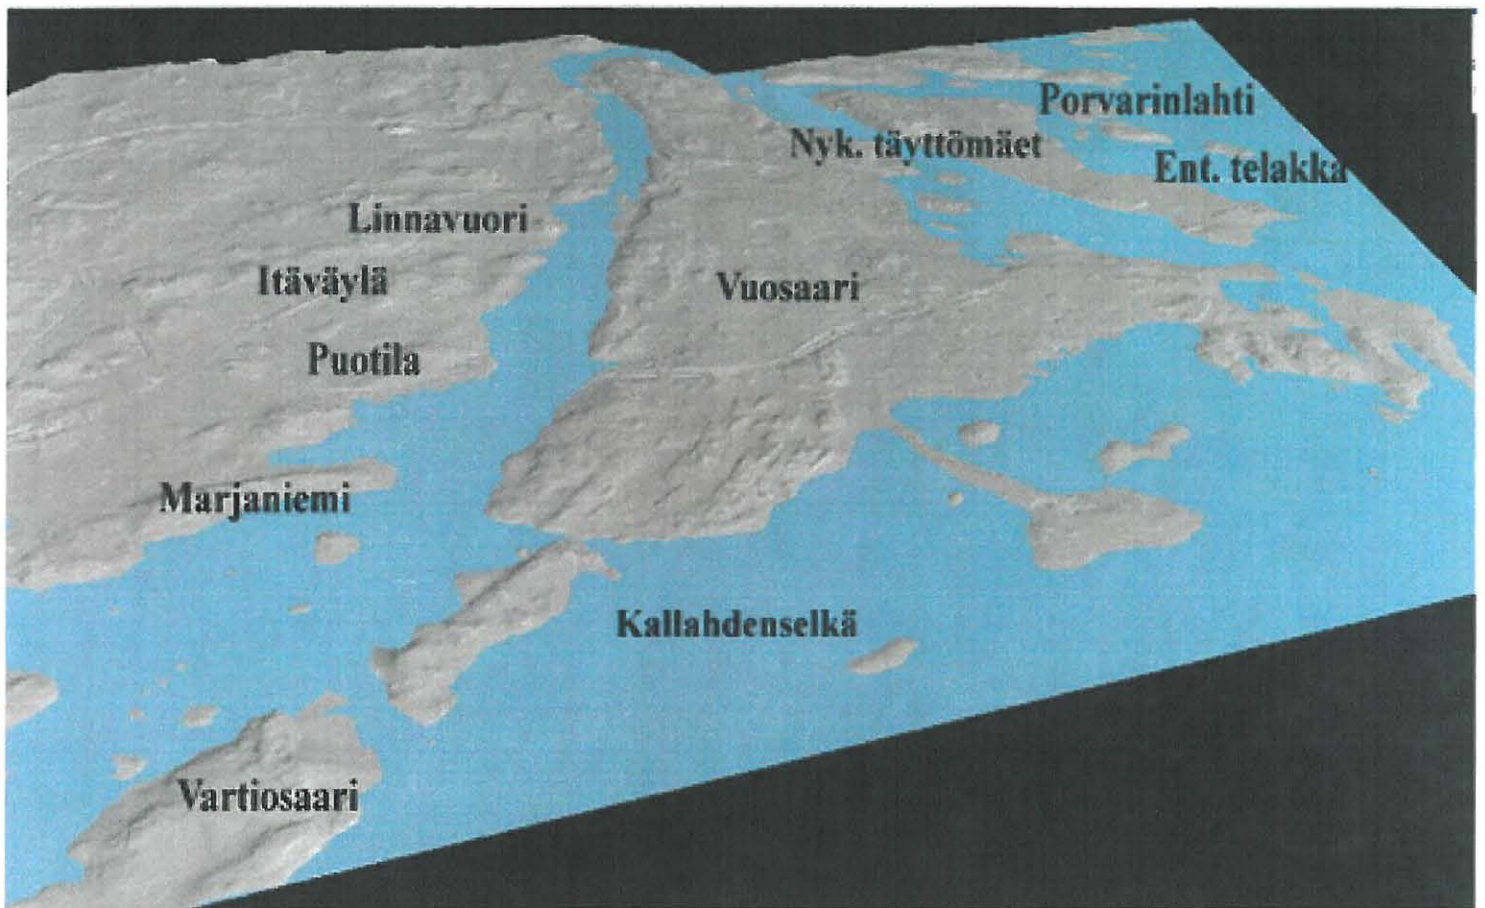 Porvarinlahti
Nyk. täyttömäet
Ent. telakka
Linnavuori
Itäväylä
Vuosaari
Puotila
Marjaniemi
Kallahdenselkä
Vartiosaari